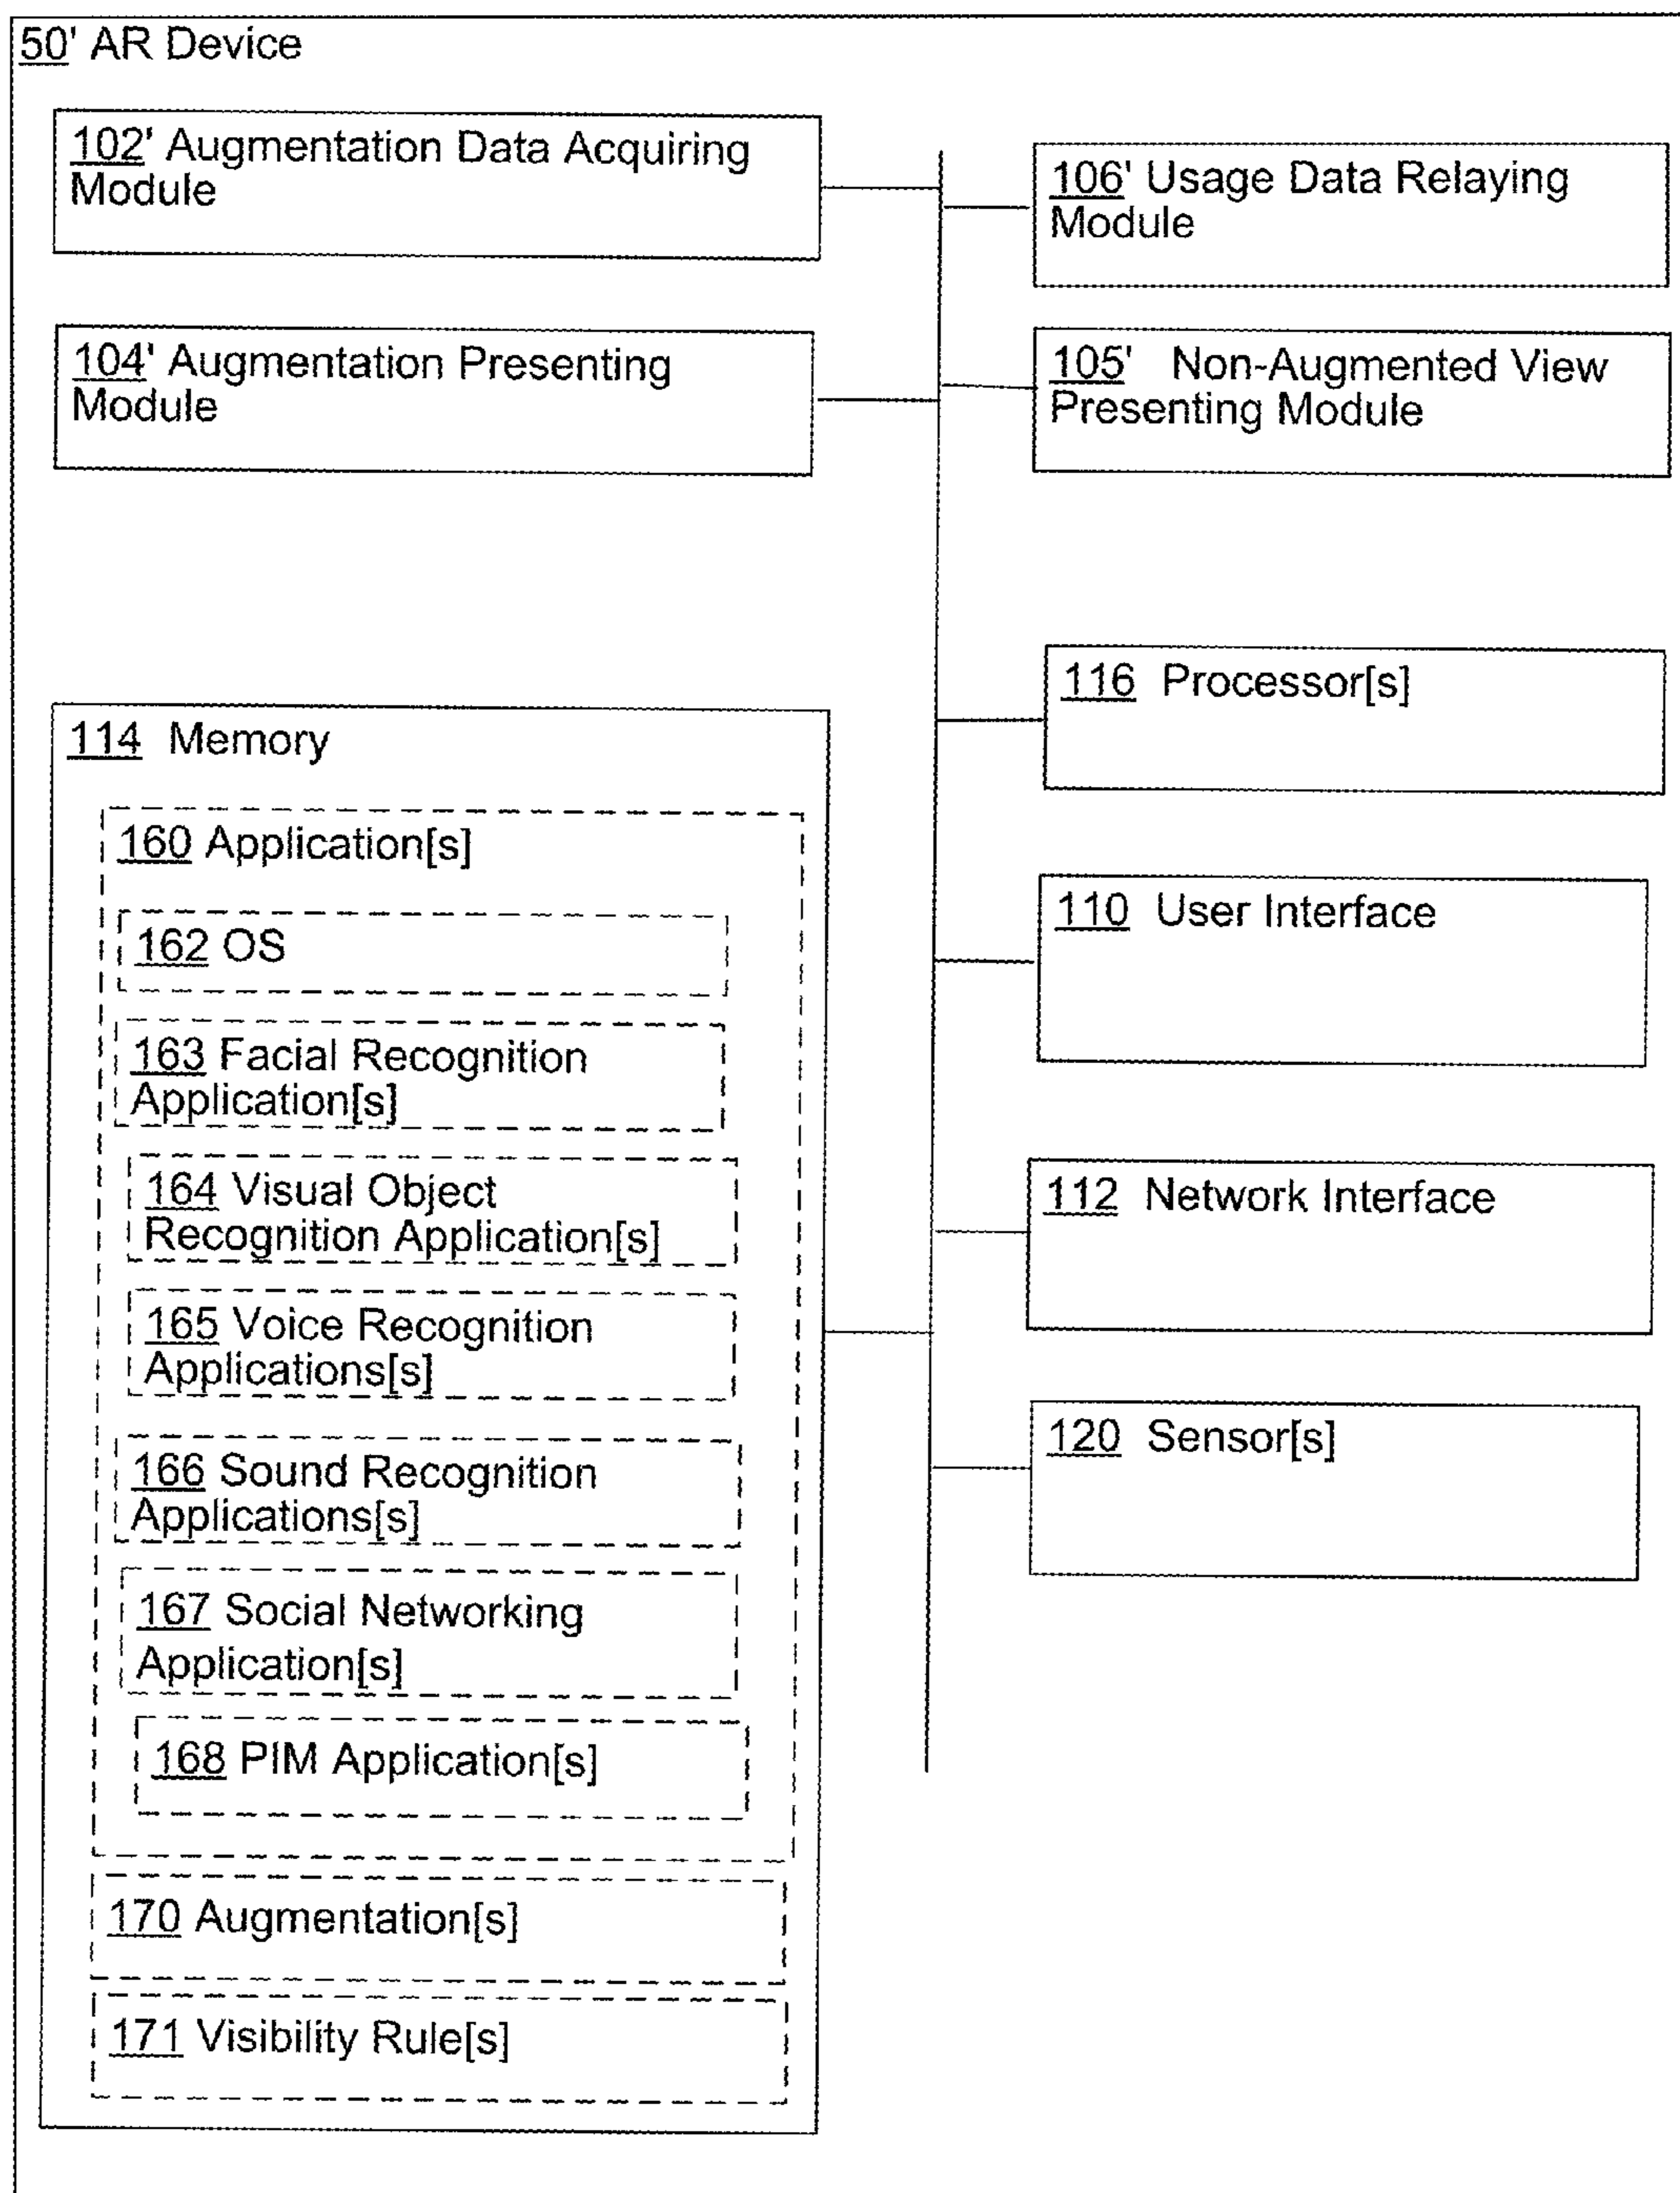 50' AR Device
102' Augmentation Data Acquiring
Module
106' Usage Data Relaying
Module
104' Augmentation Presenting
Module
105' Non-Augmented View
Presenting Module
116 Processor[s]
114 Memory
160 Application[s]
162 OS
163 Facial Recognition
Application[s]
164 Visual Object
Recognition Application[s]
165 Voice Recognition
Applications[s]
166 Sound Recognition
Applications[s]
167 Social Networking
Application[s]
168 PIM Application[s]
170 Augmentation[s]
171 Visibility Rule[s]
110 User Interface
112 Network Interface
120 Sensor[s]